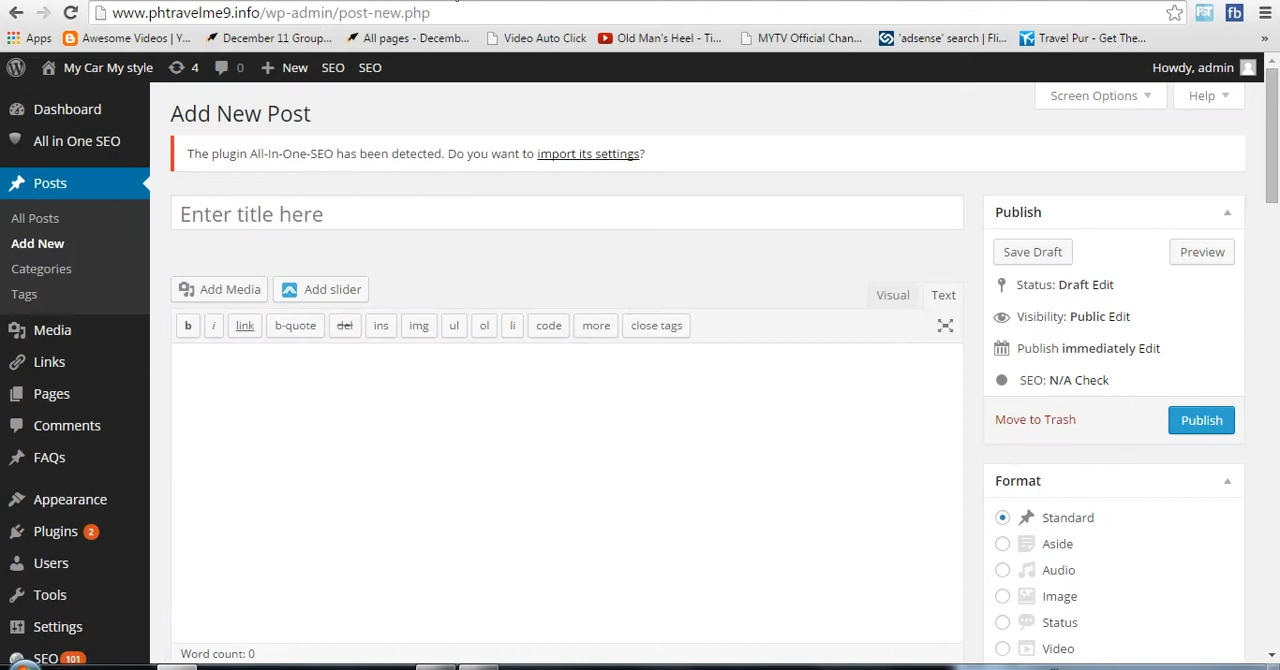 www.phtravelme9.info/wp-admin/post-new.php
fb
Apps Awesome Videos | Y... December 11 Group... All pages - Decemb... Video Auto Click Old Man's Heel - Ti... MYTV Official Chan... 'adsense' search | Fli... Travel Pur - Get The... »
My Car My style 4 0 New SEO SEO Howdy, admin
Dashboard
All in One SEO
Posts
All Posts
Add New
Categories
Tags
Media
Links
Pages
Comments
FAQs
Appearance
Plugins 2
Users
Tools
Settings
SEO 101
Screen Options Help
Add New Post
The plugin All-In-One-SEO has been detected. Do you want to import its settings?
Enter title here
Add Media Add slider
Visual Text
b i link b-quote del ins img ul ol li code more close tags
Word count: 0
Publish
Save Draft Preview
Status: Draft Edit
Visibility: Public Edit
Publish immediately Edit
SEO: N/A Check
Move to Trash Publish
Format
Standard
Aside
Audio
Image
Status
Video